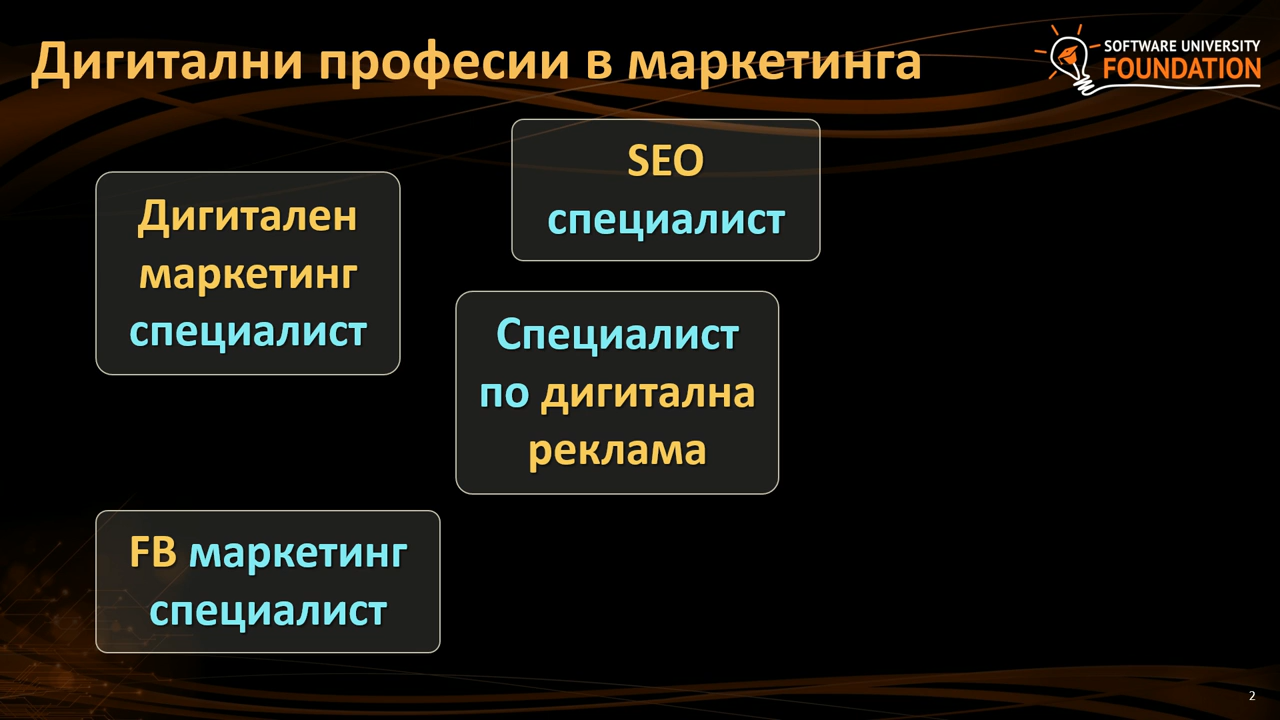 Дигитални професии в маркетинга
SOFTWARE UNIVERSITY
FOUNDATION
SEO
специалист
Дигитален
маркетинг
специалист
Специалист
по дигитална
реклама
FB маркетинг
специалист
2